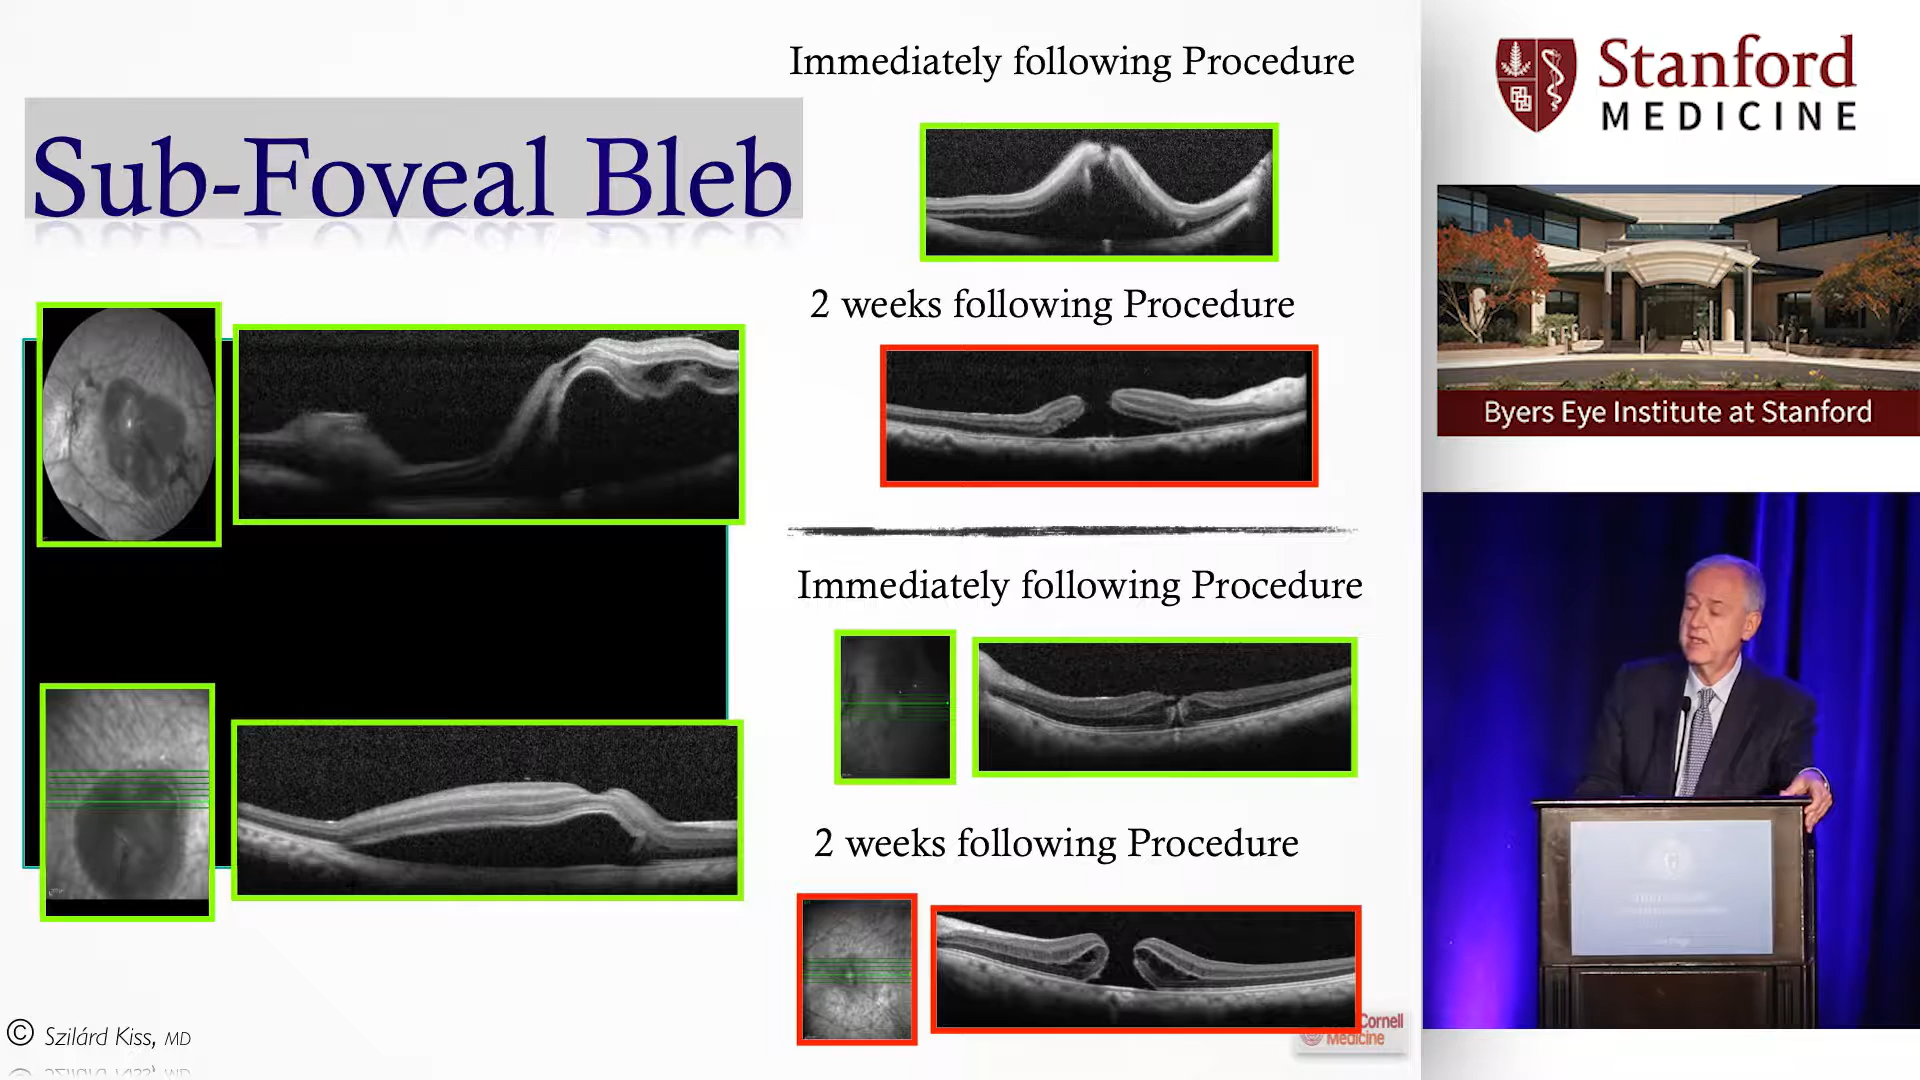 Immediately following Procedure
Sub-Foveal Bleb
2 weeks following Procedure
Immediately following Procedure
2 weeks following Procedure
© Szilárd Kiss, MD
Cornell
Medicine
Stanford
MEDICINE
Byers Eye Institute at Stanford